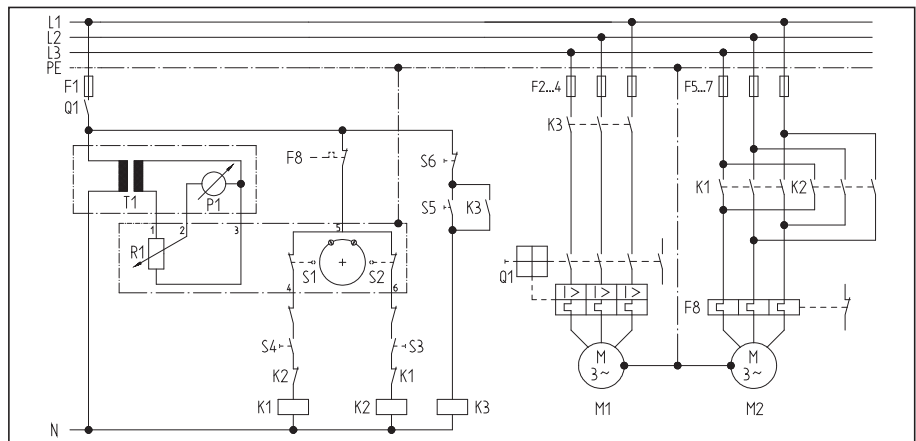 L1
L2
L3
PE
F1
Q1
F2...4
F5...7
K3
F8
S6
S5
K3
K1
K2
T1
P1
1
2
3
5
R1
S1
S2
+
4
6
Q1
I>
I>
I>
F8
S4
S3
K2
K1
M
3~
M
3~
K1
K2
K3
M1
M2
N